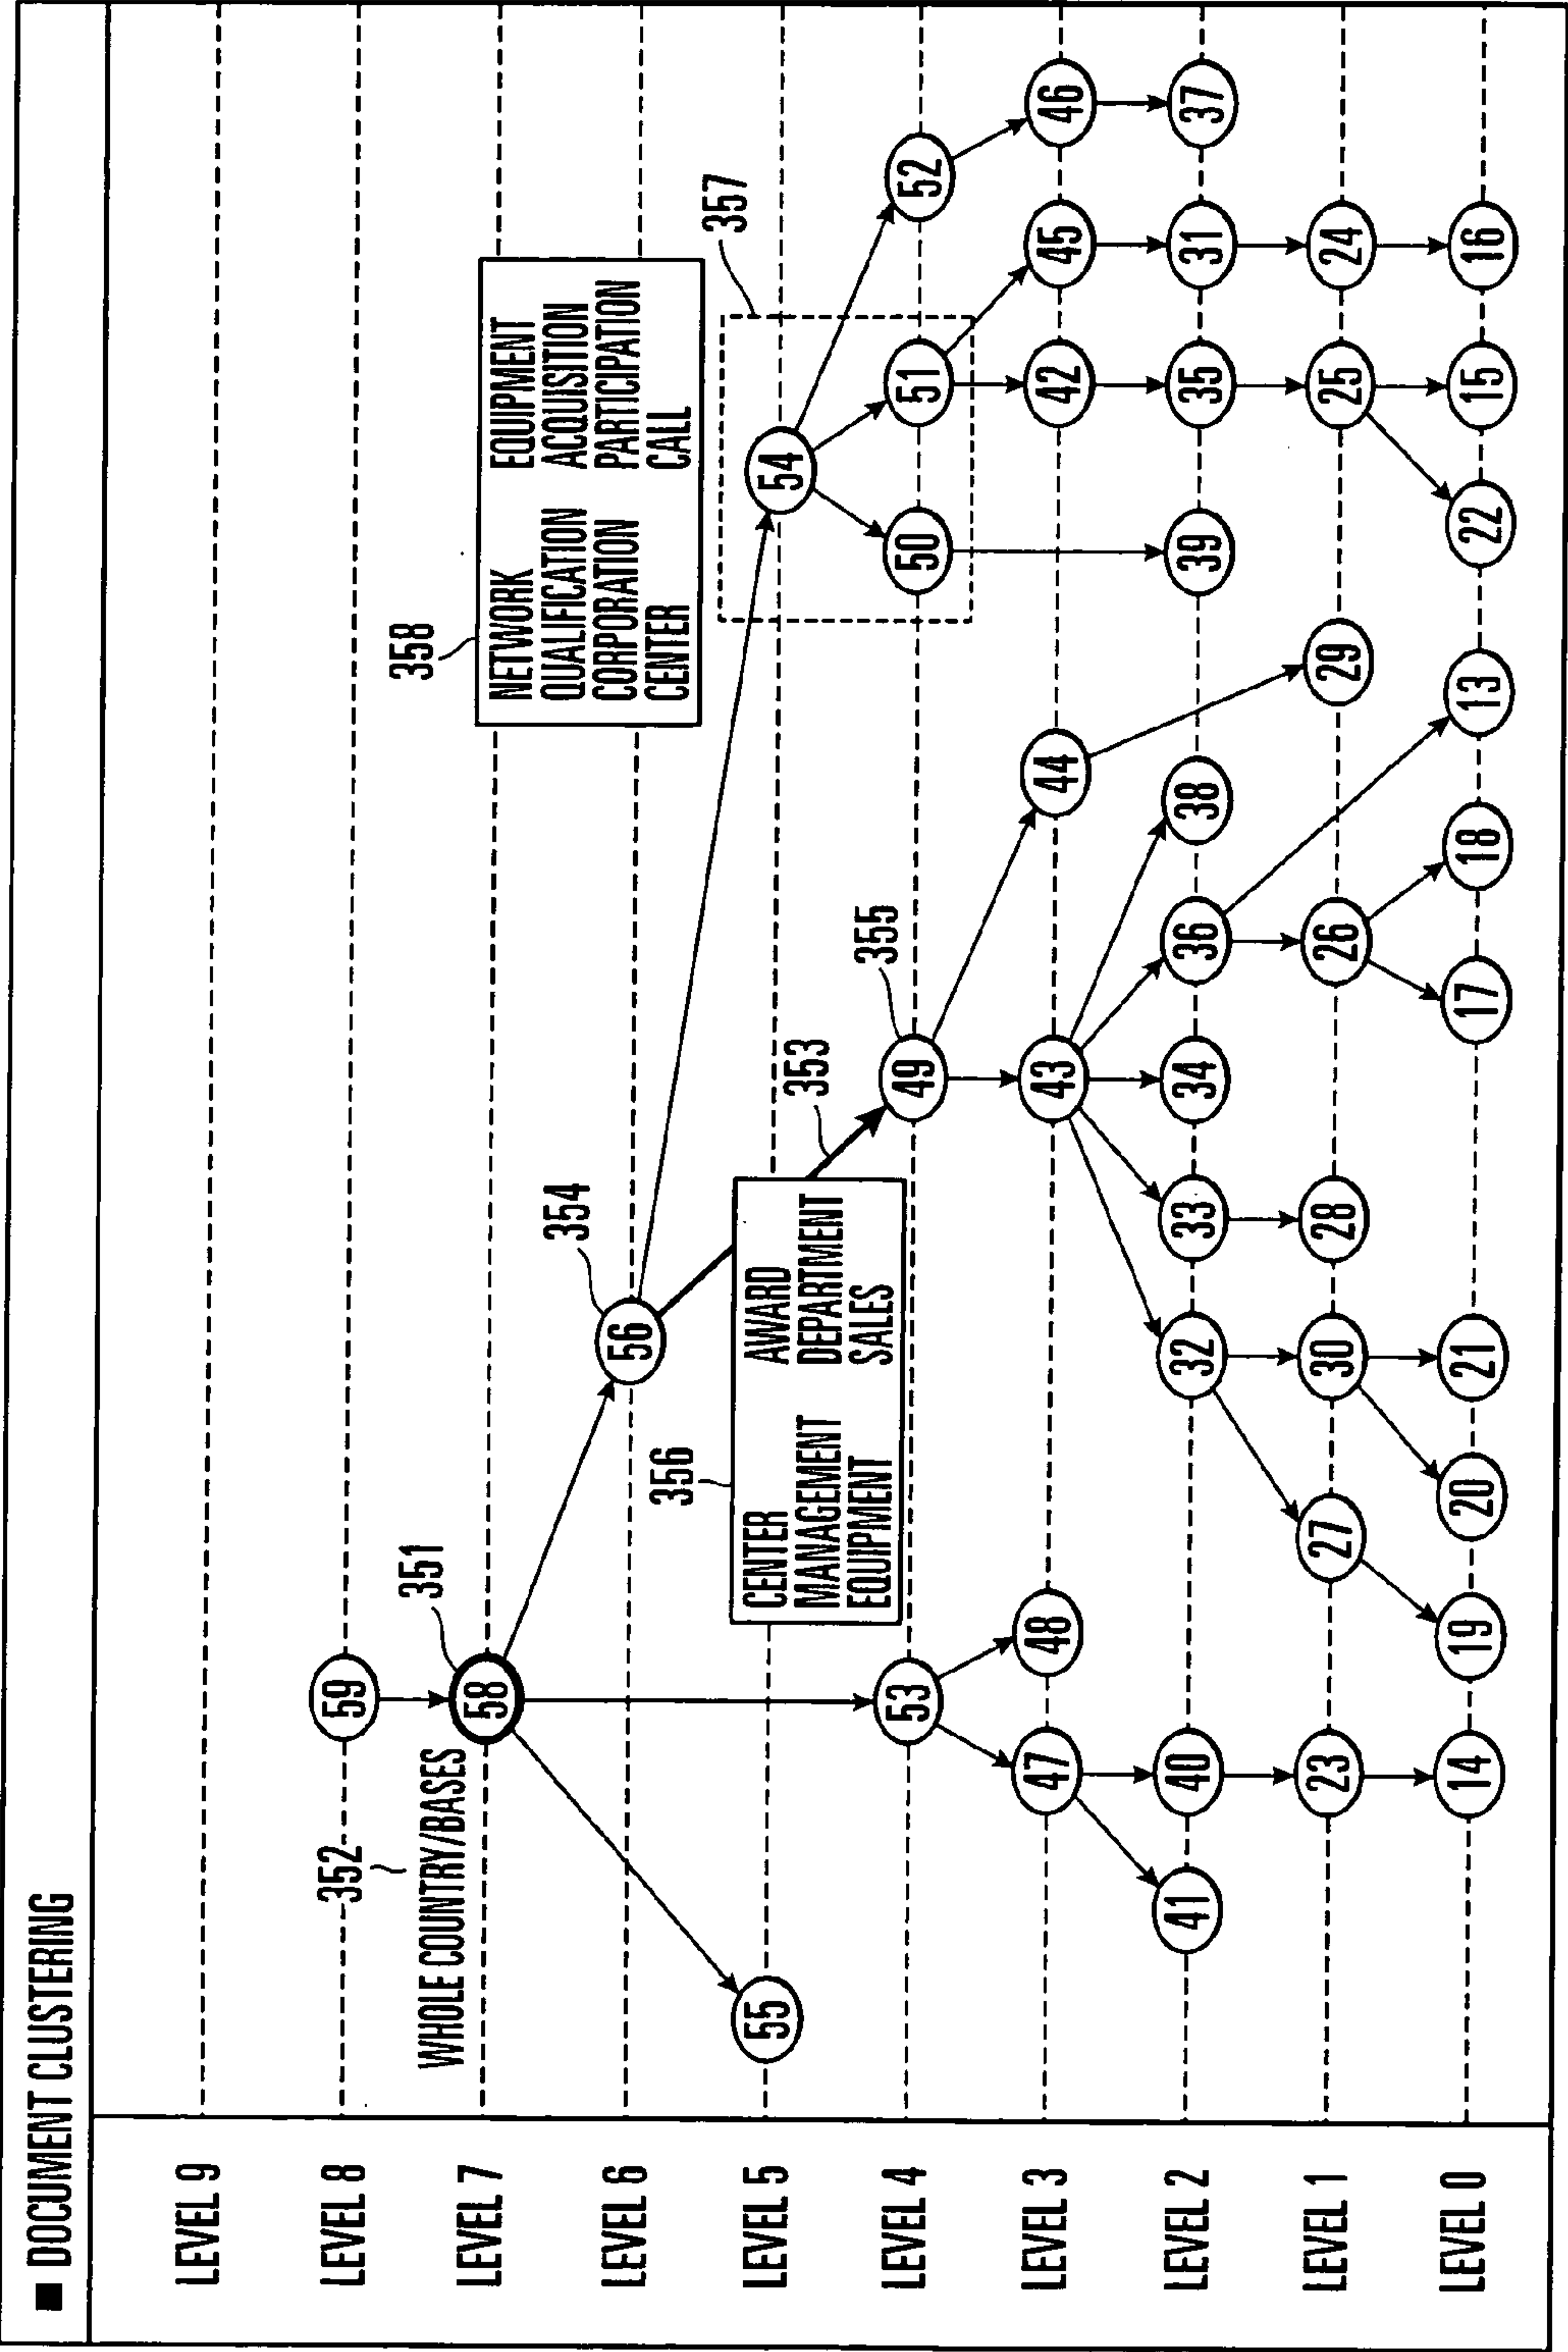 ■ DOCUMENT CLUSTERING
LEVEL 9
LEVEL 8
352
59
351
LEVEL 7
WHOLE COUNTRY/BASES
58
358
NETWORK EQUIPMENT
QUALIFICATION ACQUISITION
CORPORATION PARTICIPATION
CENTER CALL
LEVEL 6
354
56
356
357
LEVEL 5
55
CENTER AWARD
MANAGEMENT DEPARTMENT
EQUIPMENT SALES
353
54
355
LEVEL 4
53
49
50
51
52
LEVEL 3
47
48
43
44
42
45
46
LEVEL 2
41
40
32
33
34
36
38
39
35
31
37
LEVEL 1
23
27
30
28
26
29
25
24
LEVEL 0
14
19
20
21
17
18
13
22
15
16